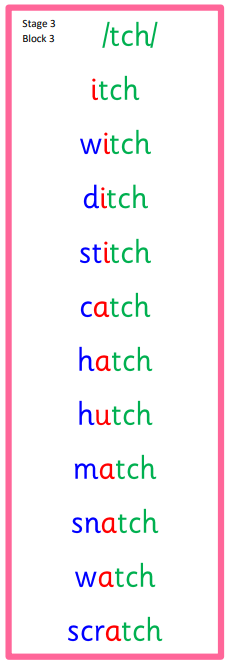 Stage 3
Block 3
/tch/
itch
witch
ditch
stitch
catch
hatch
hutch
match
snatch
watch
scratch